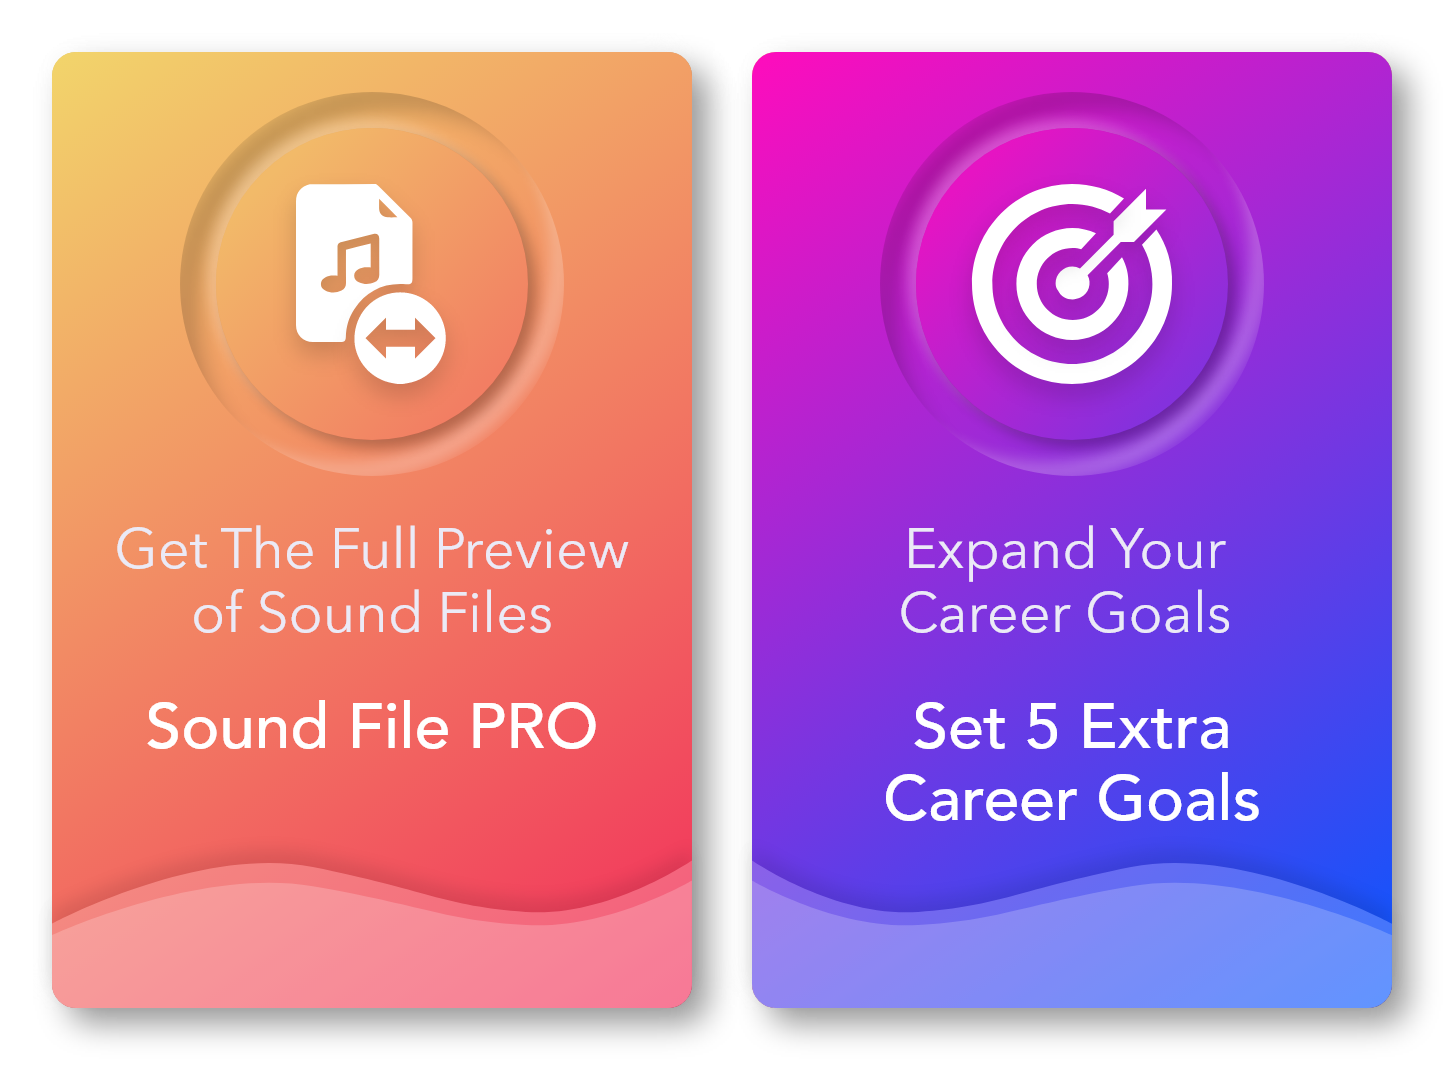 Get The Full Preview
of Sound Files
Sound File PRO
Expand Your
Career Goals
Set 5 Extra
Career Goals